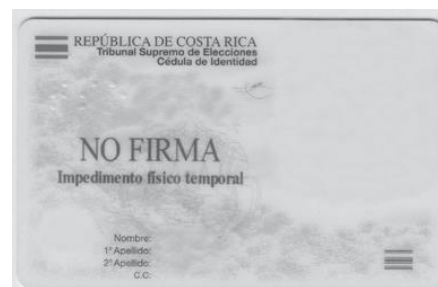 REPÚBLICA DE COSTA RICA
Tribunal Supremo de Elecciones
Cédula de Identidad
NO FIRMA
Impedimento físico temporal
Nombre:
1º Apellido:
2º Apellido:
C.C: